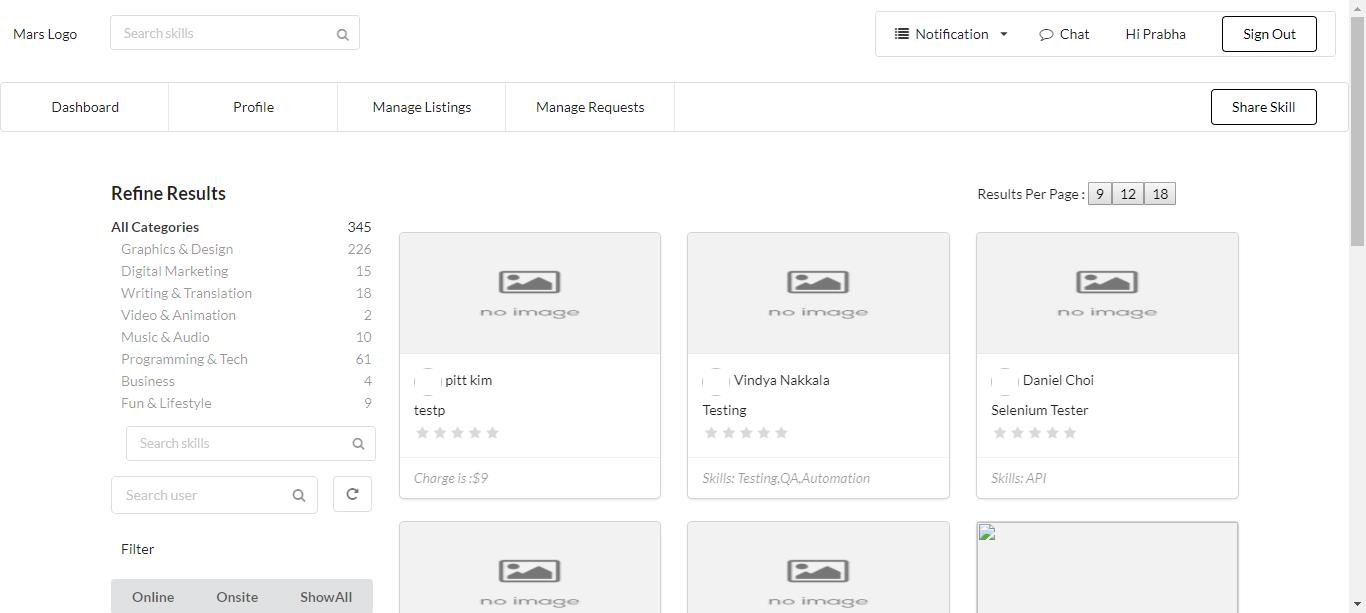 Mars Logo
Search skills
Notification
Chat
Hi Prabha
Sign Out
Dashboard
Profile
Manage Listings
Manage Requests
Share Skill
Refine Results
All Categories 345
Graphics & Design 226
Digital Marketing 15
Writing & Translation 18
Video & Animation 2
Music & Audio 10
Programming & Tech 61
Business 4
Fun & Lifestyle 9
Search skills
Search user
Filter
Online
Onsite
ShowAll
Results Per Page : 9 12 18
no image
pitt kim
testp
Charge is :$9
no image
Vindya Nakkala
Testing
Skills: Testing,QA,Automation
no image
Daniel Choi
Selenium Tester
Skills: API
no image
no image